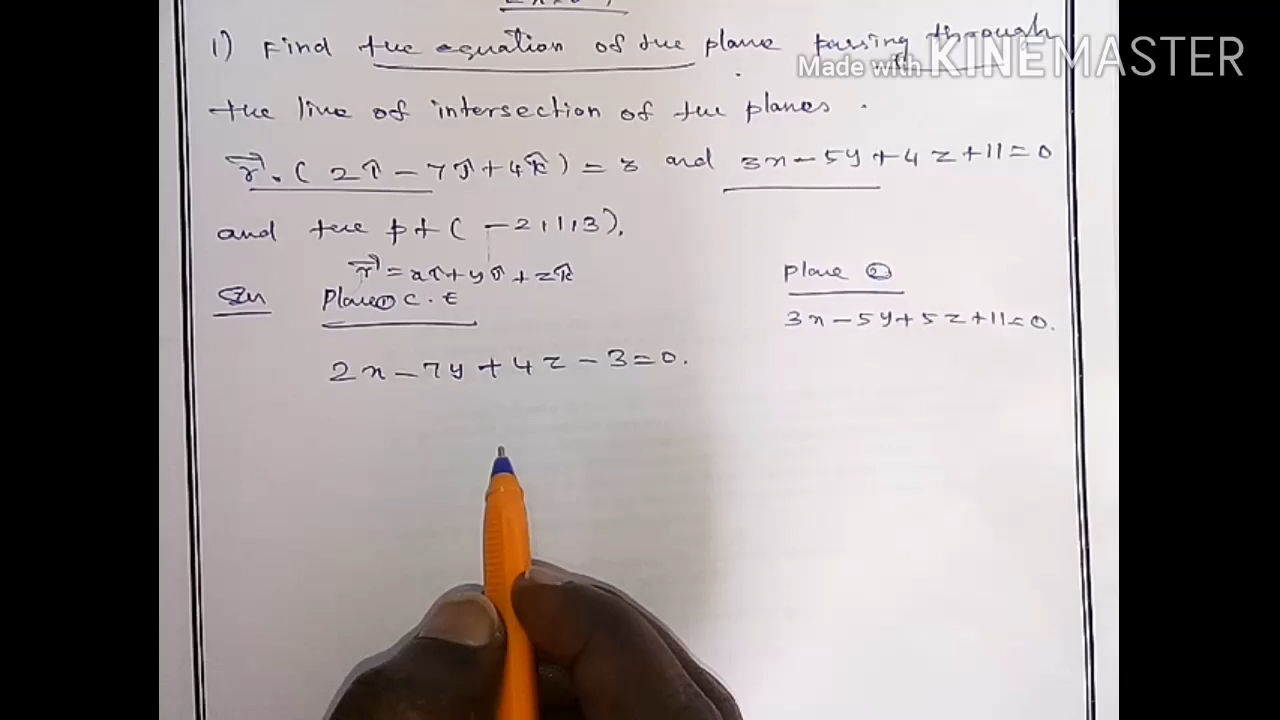 1) Find the equation of the plane passing through
Made with KINEMASTER
the line of intersection of the planes.
r⃗.(2î-7ĵ+4k̂)=3 and 3x-5y+4z+11=0
and the pt (-2,1,3).
r⃗=xî+yĵ+zk̂
Plane ② 
Soln Plane① C.E
3x-5y+5z+11=0.
2x-7y+4z-3=0.